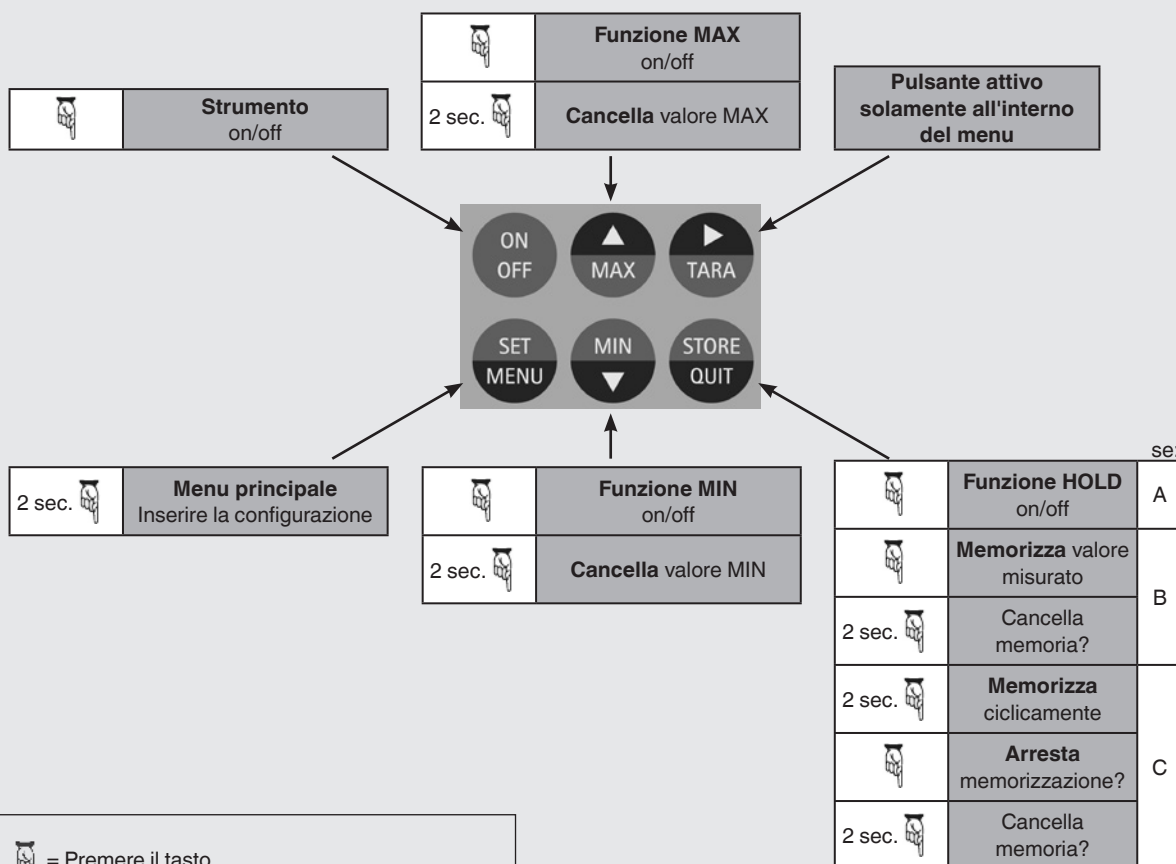 Funzione MAX
on/off
2 sec.
Cancella valore MAX
Strumento
on/off
Pulsante attivo
solamente all'interno
del menu
ON
OFF
MAX
TARA
SET
MENU
MIN
STORE
QUIT
2 sec.
Menu principale
Inserire la configurazione
Funzione MIN
on/off
2 sec.
Cancella valore MIN
Funzione HOLD
on/off
A
Memorizza valore
misurato
B
2 sec.
Cancella
memoria?
2 sec.
Memorizza
ciclicamente
Arresta
memorizzazione?
C
2 sec.
Cancella
memoria?
= Premere il tasto